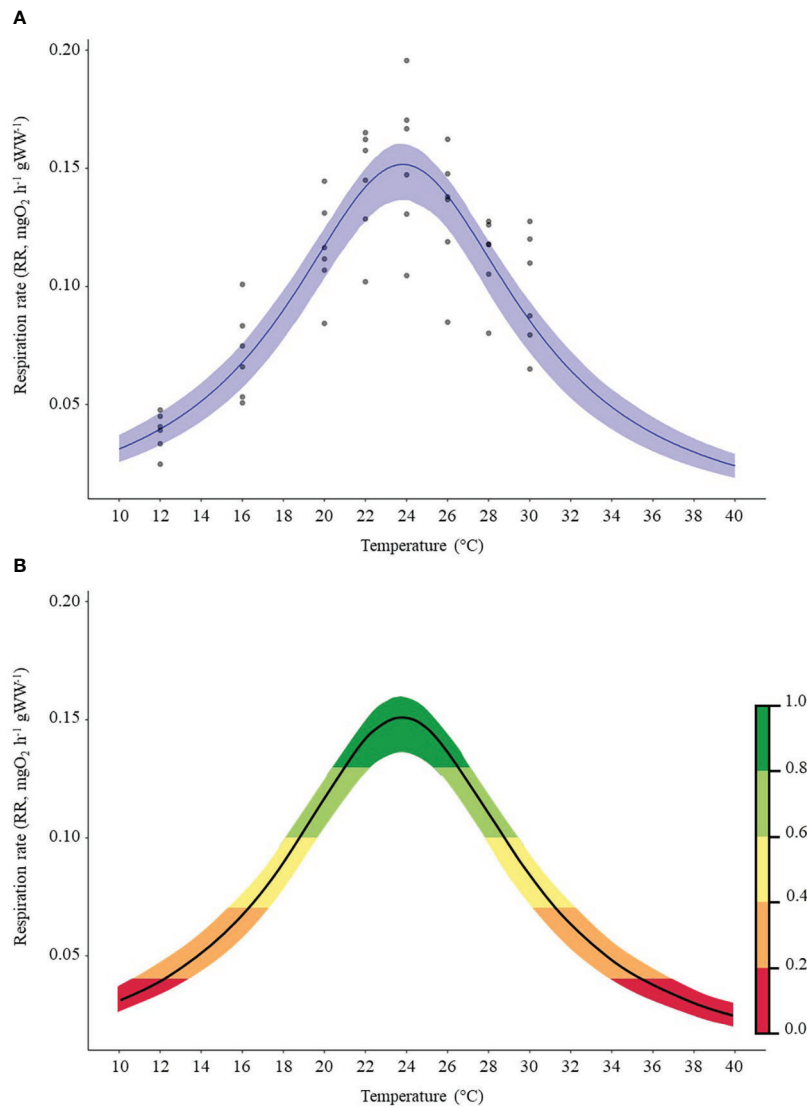 A
0.20
0.15
0.10
0.05
Respiration rate (RR, mgO₂ h⁻¹ gWW⁻¹)
10 12 14 16 18 20 22 24 26 28 30 32 34 36 38 40
Temperature (°C)
B
0.20
0.15
0.10
0.05
Respiration rate (RR, mgO₂ h⁻¹ gWW⁻¹)
1.0
0.8
0.6
0.4
0.2
0.0
10 12 14 16 18 20 22 24 26 28 30 32 34 36 38 40
Temperature (°C)